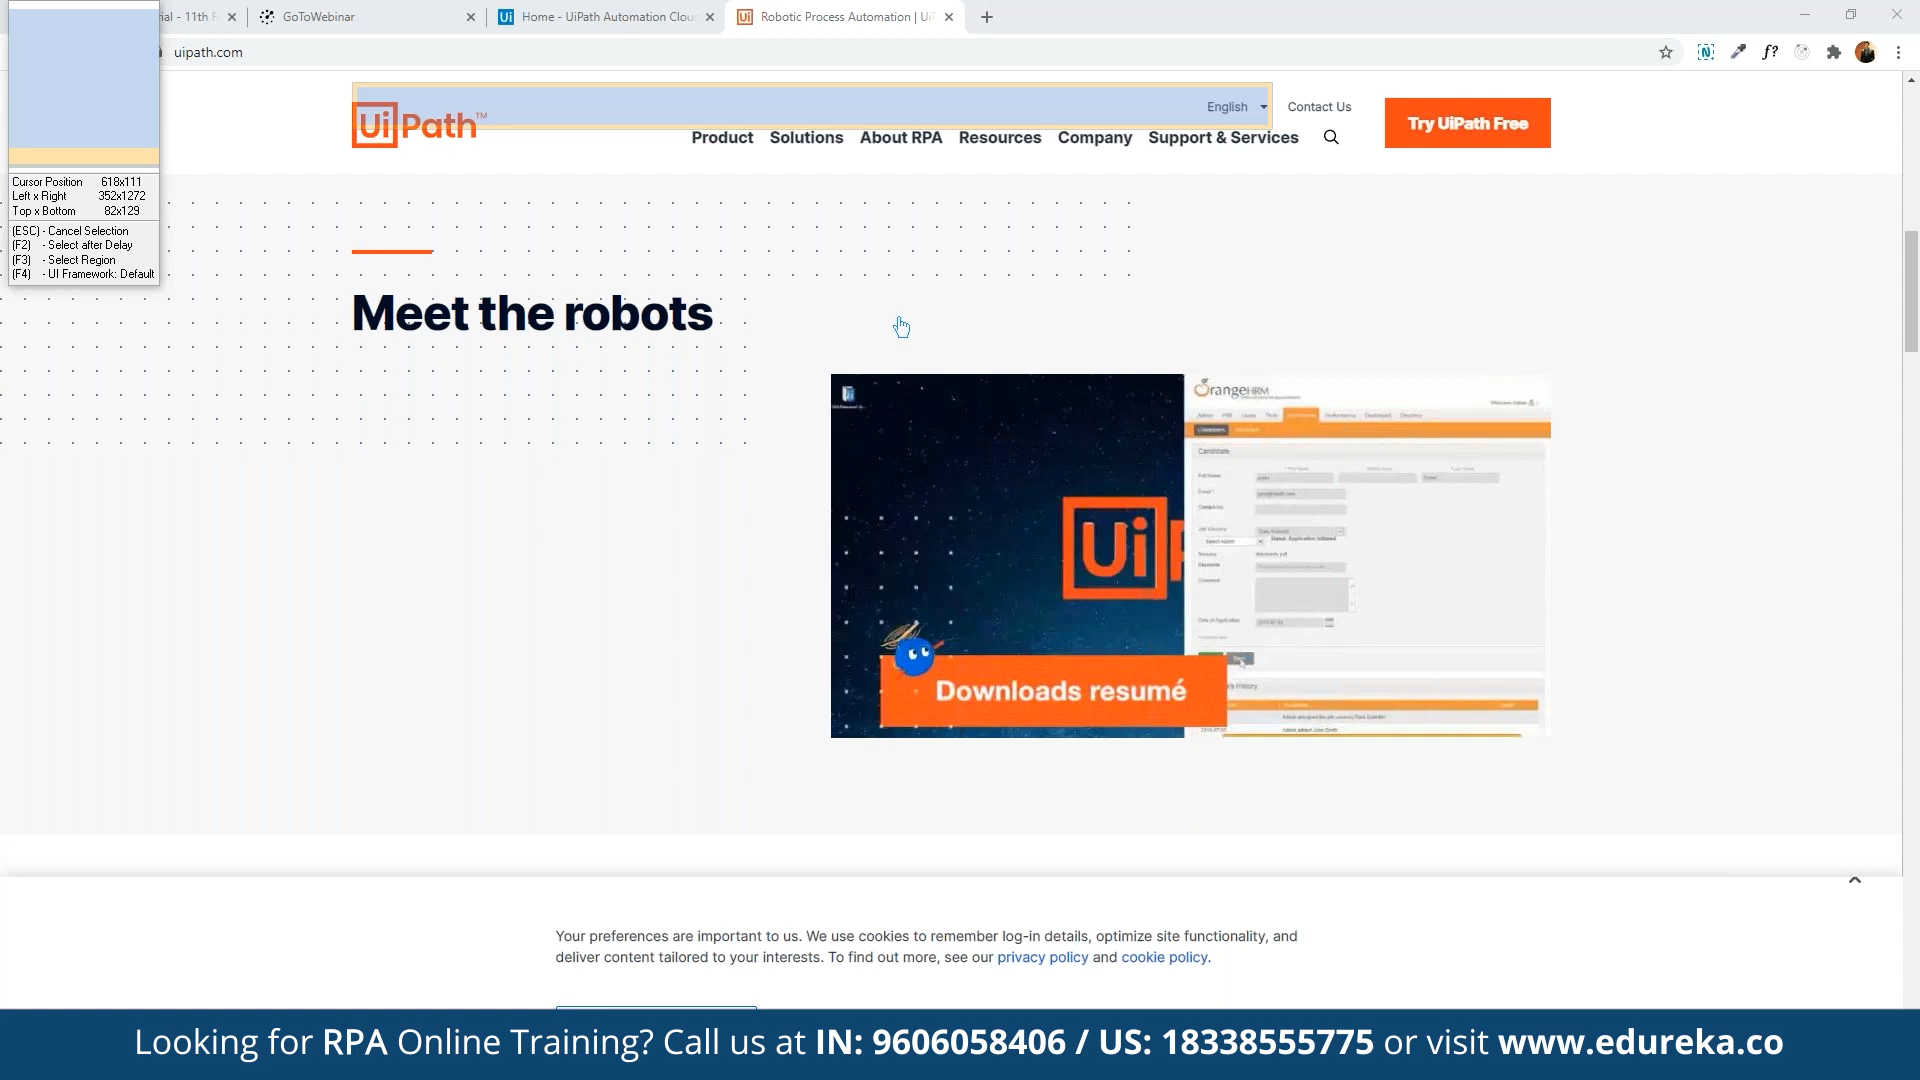 ial - 11th F
GoToWebinar
Home - UiPath Automation Clou
Robotic Process Automation | Ui
uipath.com
Cursor Position 618x111
Left x Right 352x1272
Top x Bottom 82x129
(ESC) - Cancel Selection
(F2) - Select after Delay
(F3) - Select Region
(F4) - UI Framework: Default
UiPath™
English
Contact Us
Try UiPath Free
Product Solutions About RPA Resources Company Support & Services
Meet the robots
OrangeHRM
Candidate
Ui
Downloads resumé
Your preferences are important to us. We use cookies to remember log-in details, optimize site functionality, and
deliver content tailored to your interests. To find out more, see our privacy policy and cookie policy.
Looking for RPA Online Training? Call us at IN: 9606058406 / US: 18338555775 or visit www.edureka.co